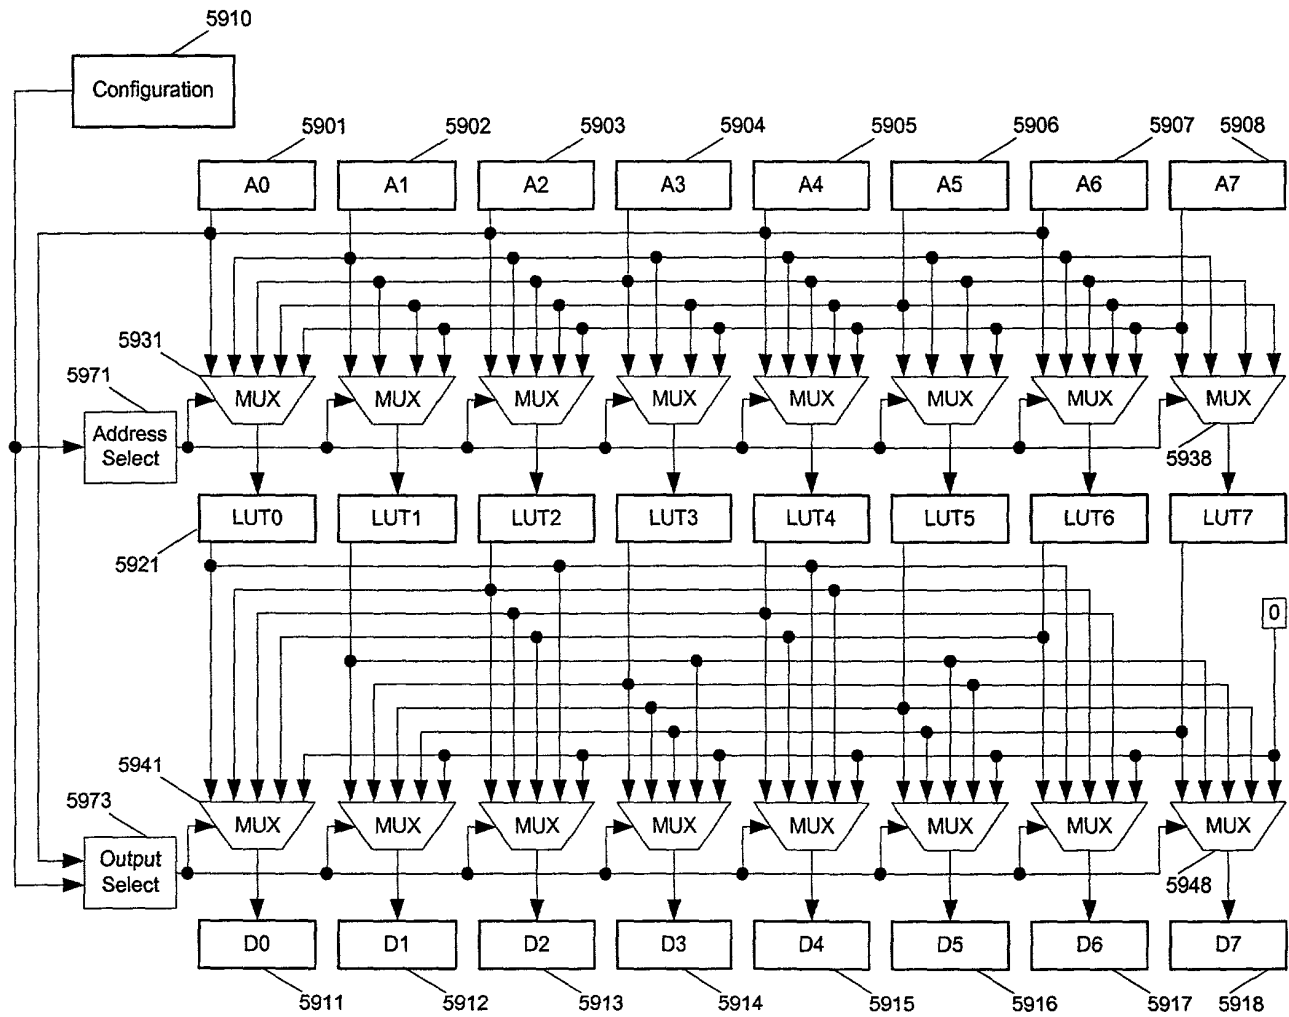 5910
Configuration
5901 5902 5903 5904 5905 5906 5907 5908
A0 A1 A2 A3 A4 A5 A6 A7
5931
5971
MUX MUX MUX MUX MUX MUX MUX MUX
Address
Select
5938
LUT0 LUT1 LUT2 LUT3 LUT4 LUT5 LUT6 LUT7
5921
0
5941
5973
MUX MUX MUX MUX MUX MUX MUX MUX
Output
Select
5948
D0 D1 D2 D3 D4 D5 D6 D7
5911 5912 5913 5914 5915 5916 5917 5918